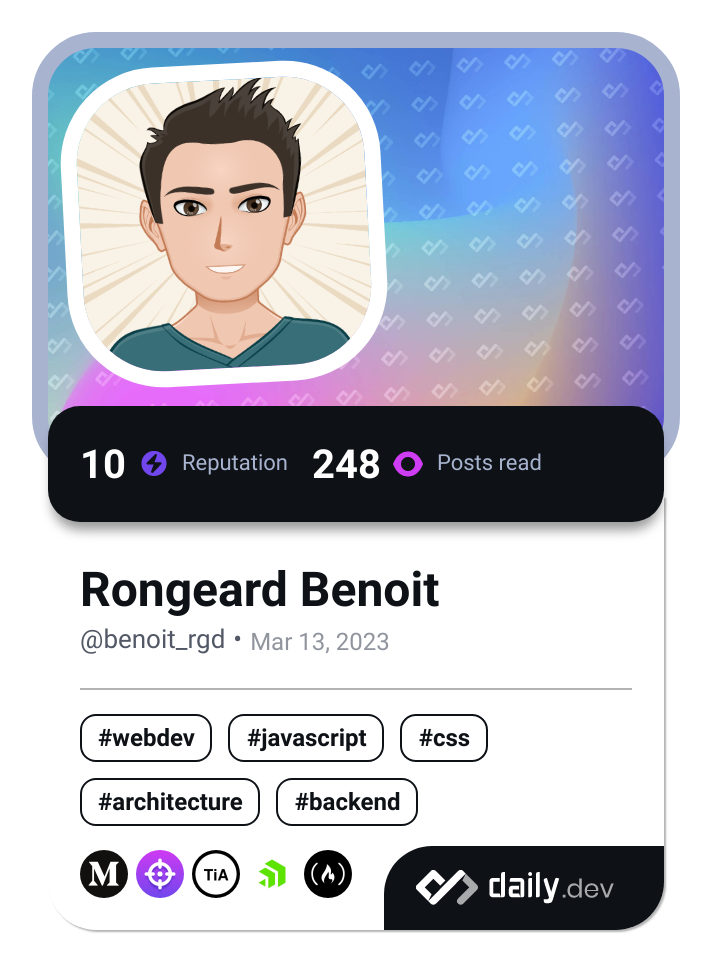 10 Reputation 248 Posts read
Rongeard Benoit
@benoit_rgd • Mar 13, 2023
#webdev #javascript #css
#architecture #backend
M TiA daily.dev